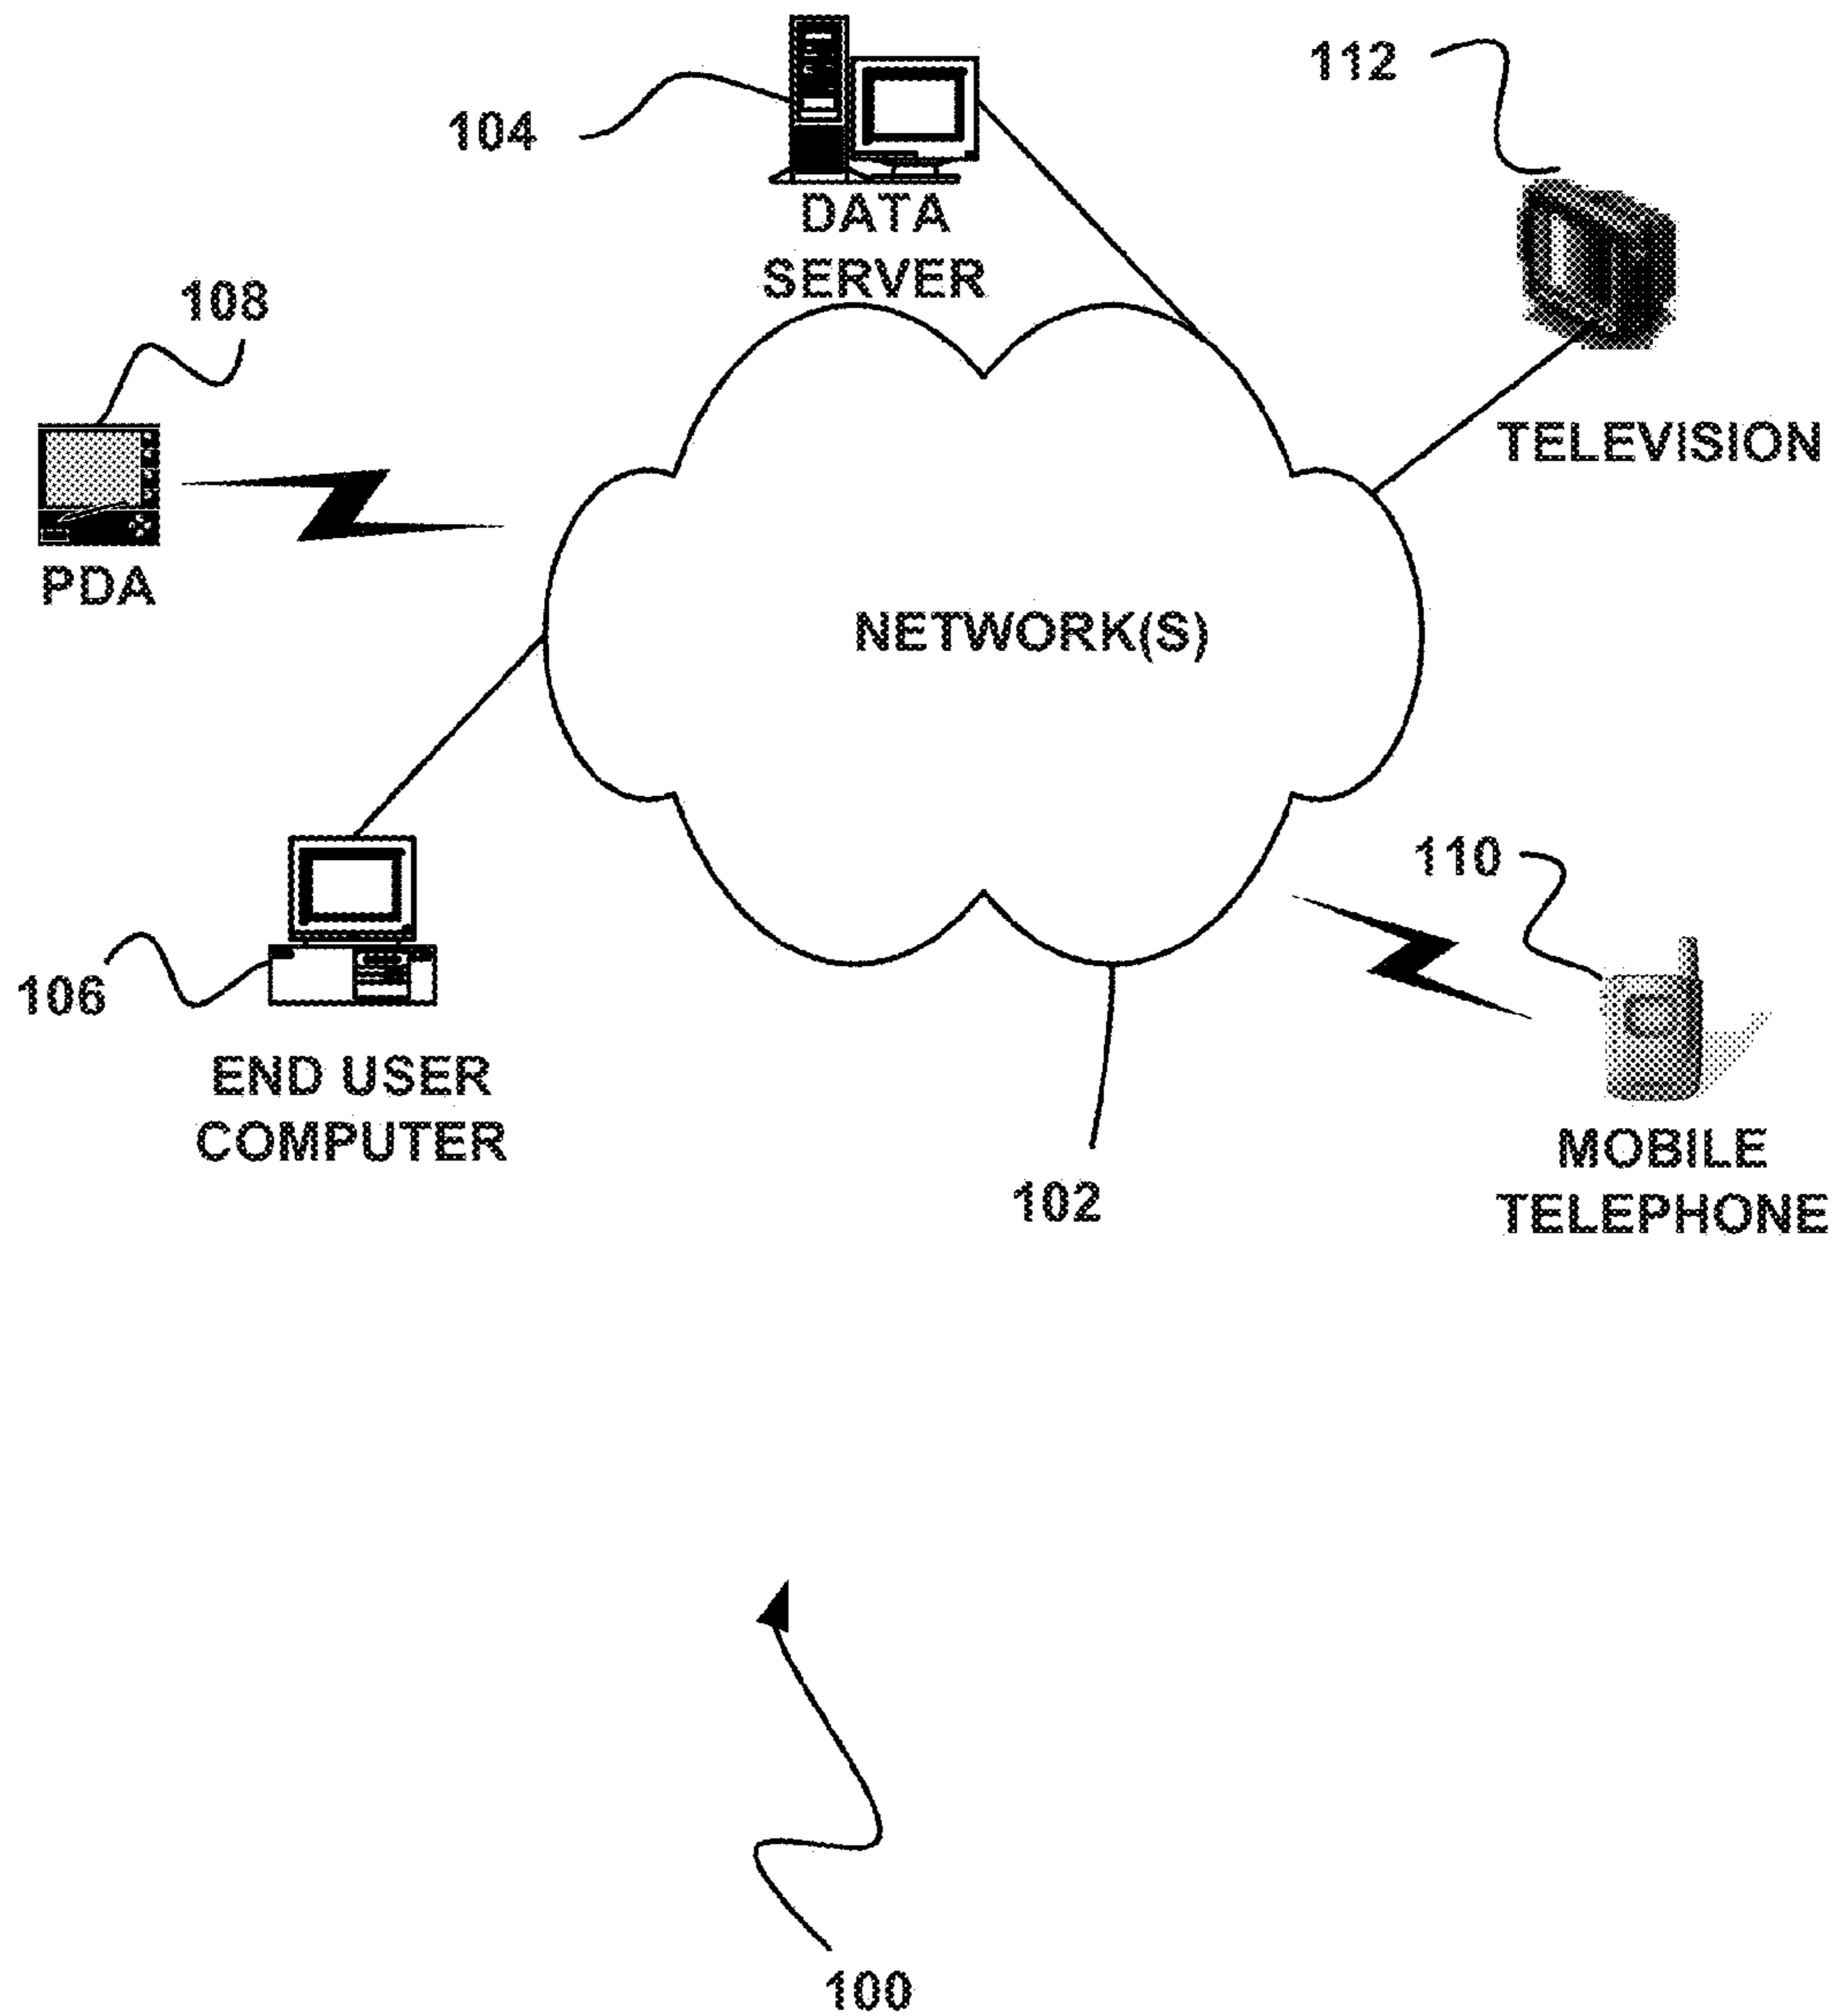 104
112
DATA
SERVER
108
TELEVISION
PDA
NETWORK(S)
110
106
END USER
COMPUTER
MOBILE
TELEPHONE
102
100